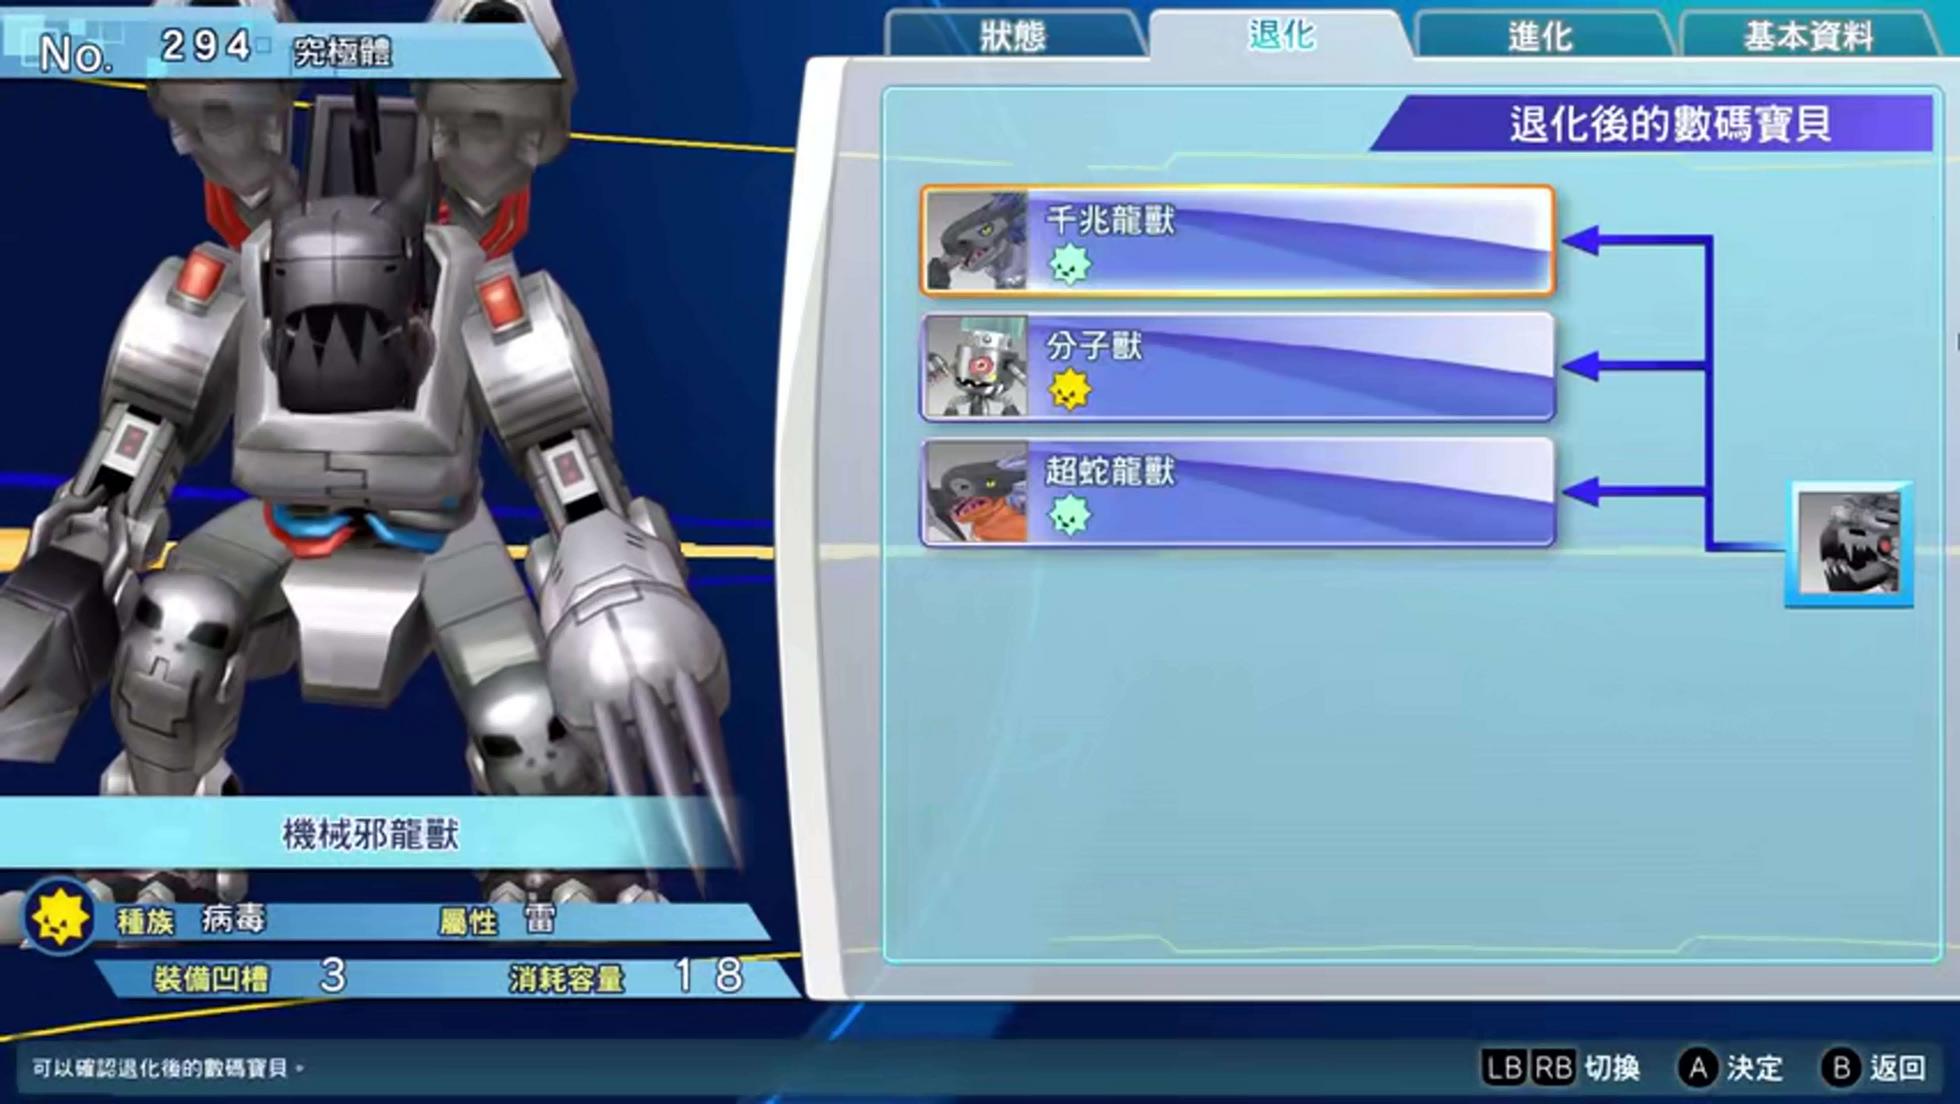 No. 294 究極體
狀態
退化
進化
基本資料
退化後的數碼寶貝
千兆龍獸
分子獸
超蛇龍獸
機械邪龍獸
種族 病毒 屬性 雷
裝備凹槽 3 消耗容量 18
可以確認退化後的數碼寶貝。
LB RB 切換 A 決定 B 返回